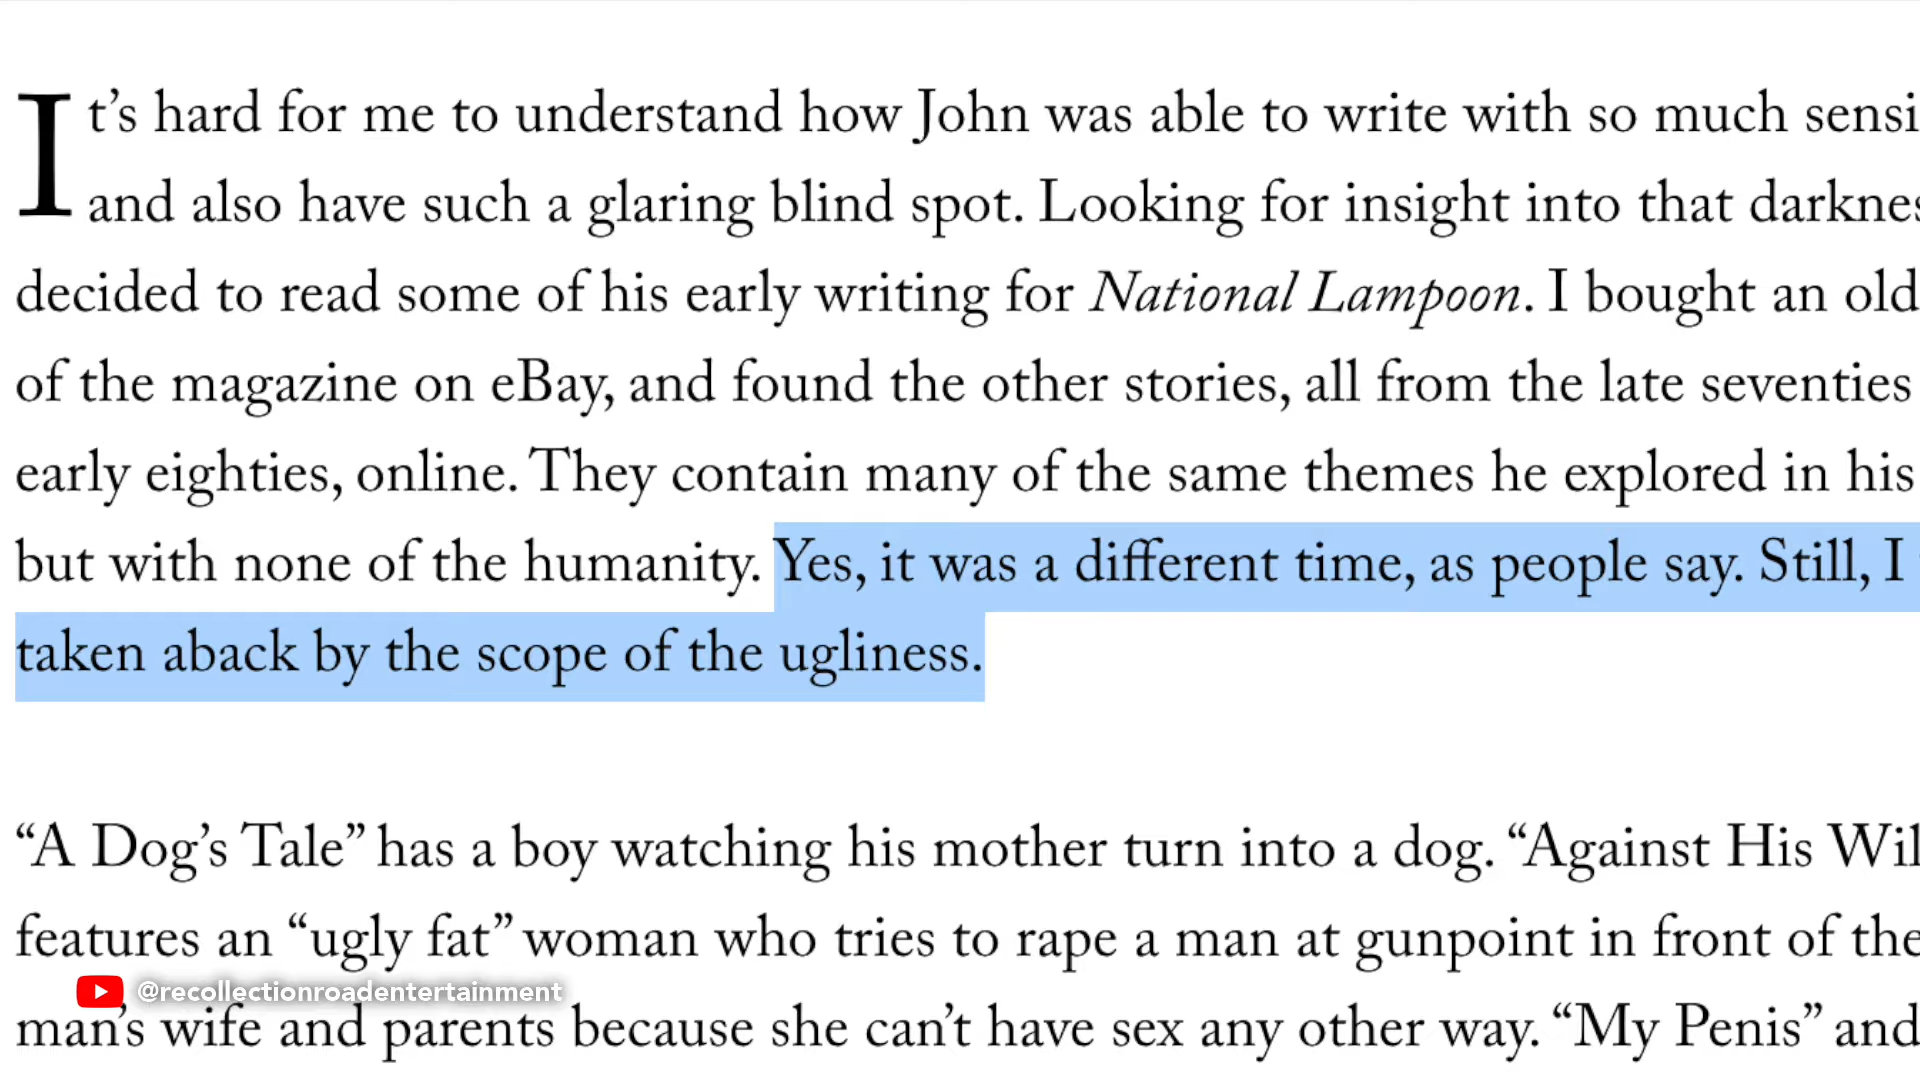 It's hard for me to understand how John was able to write with so much
and also have such a glaring blind spot. Looking for insight into that
decided to read some of his early writing for National Lampoon. I bought an old
of the magazine on eBay, and found the other stories, all from the late seventies
early eighties, online. They contain many of the same themes he explored in his
but with none of the humanity. Yes, it was a different time, as people say. Still, I
taken aback by the scope of the ugliness.
“A Dog’s Tale” has a boy watching his mother turn into a dog. “Against His
features an “ugly fat” woman who tries to rape a man at gunpoint in front of the
@recollectionroadentertainment
man’s wife and parents because she can’t have sex any other way. “My Penis” and